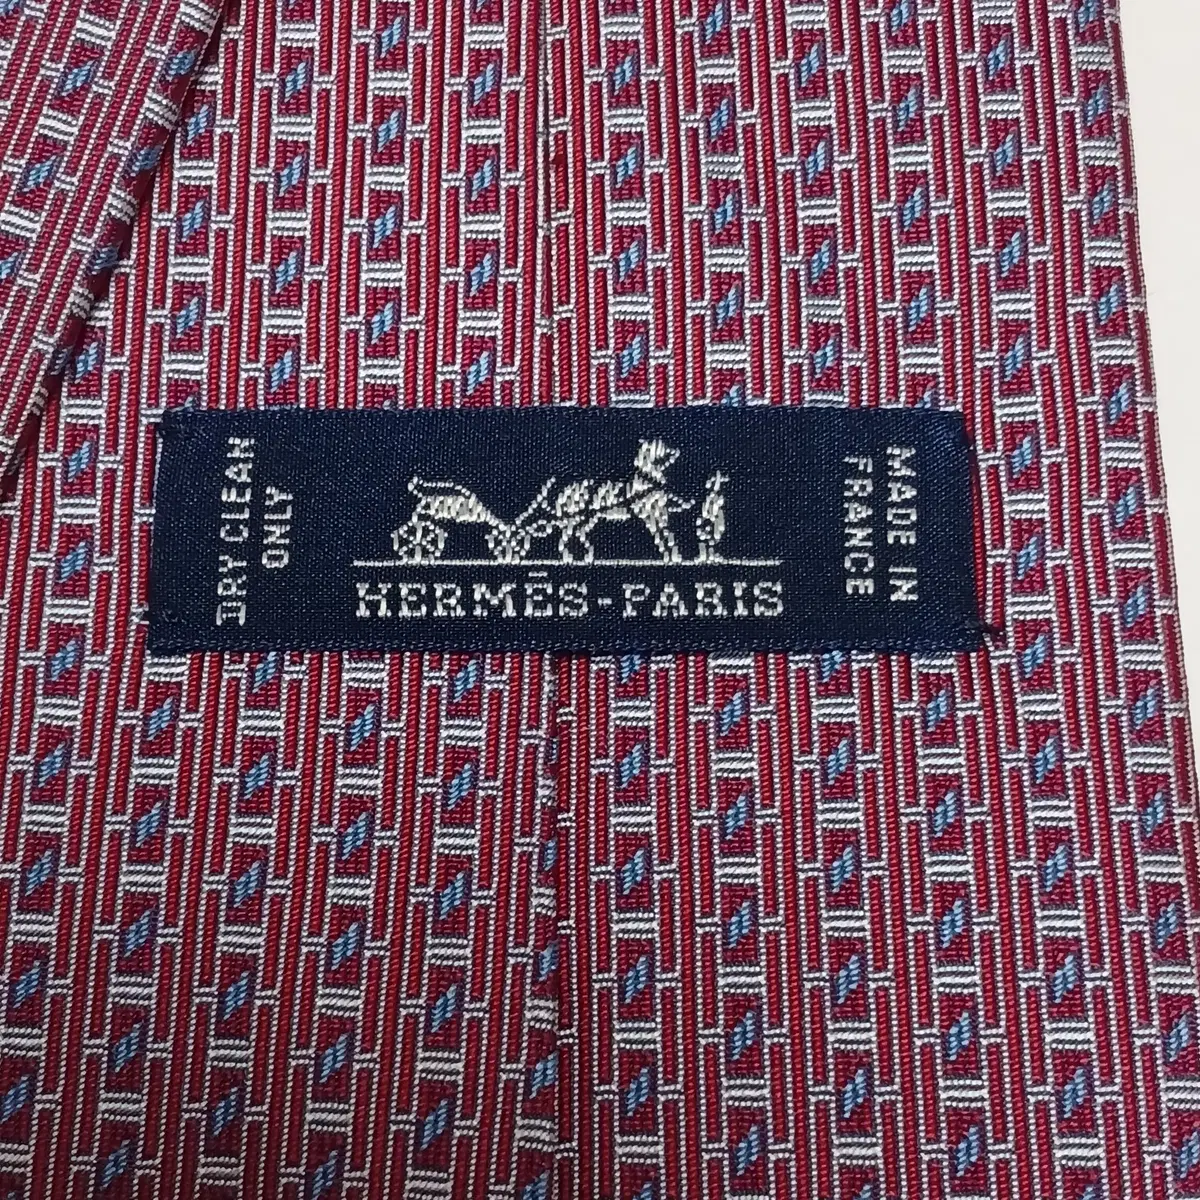 DRY CLEAN
ONLY
HERMÈS-PARIS
MADE IN
FRANCE